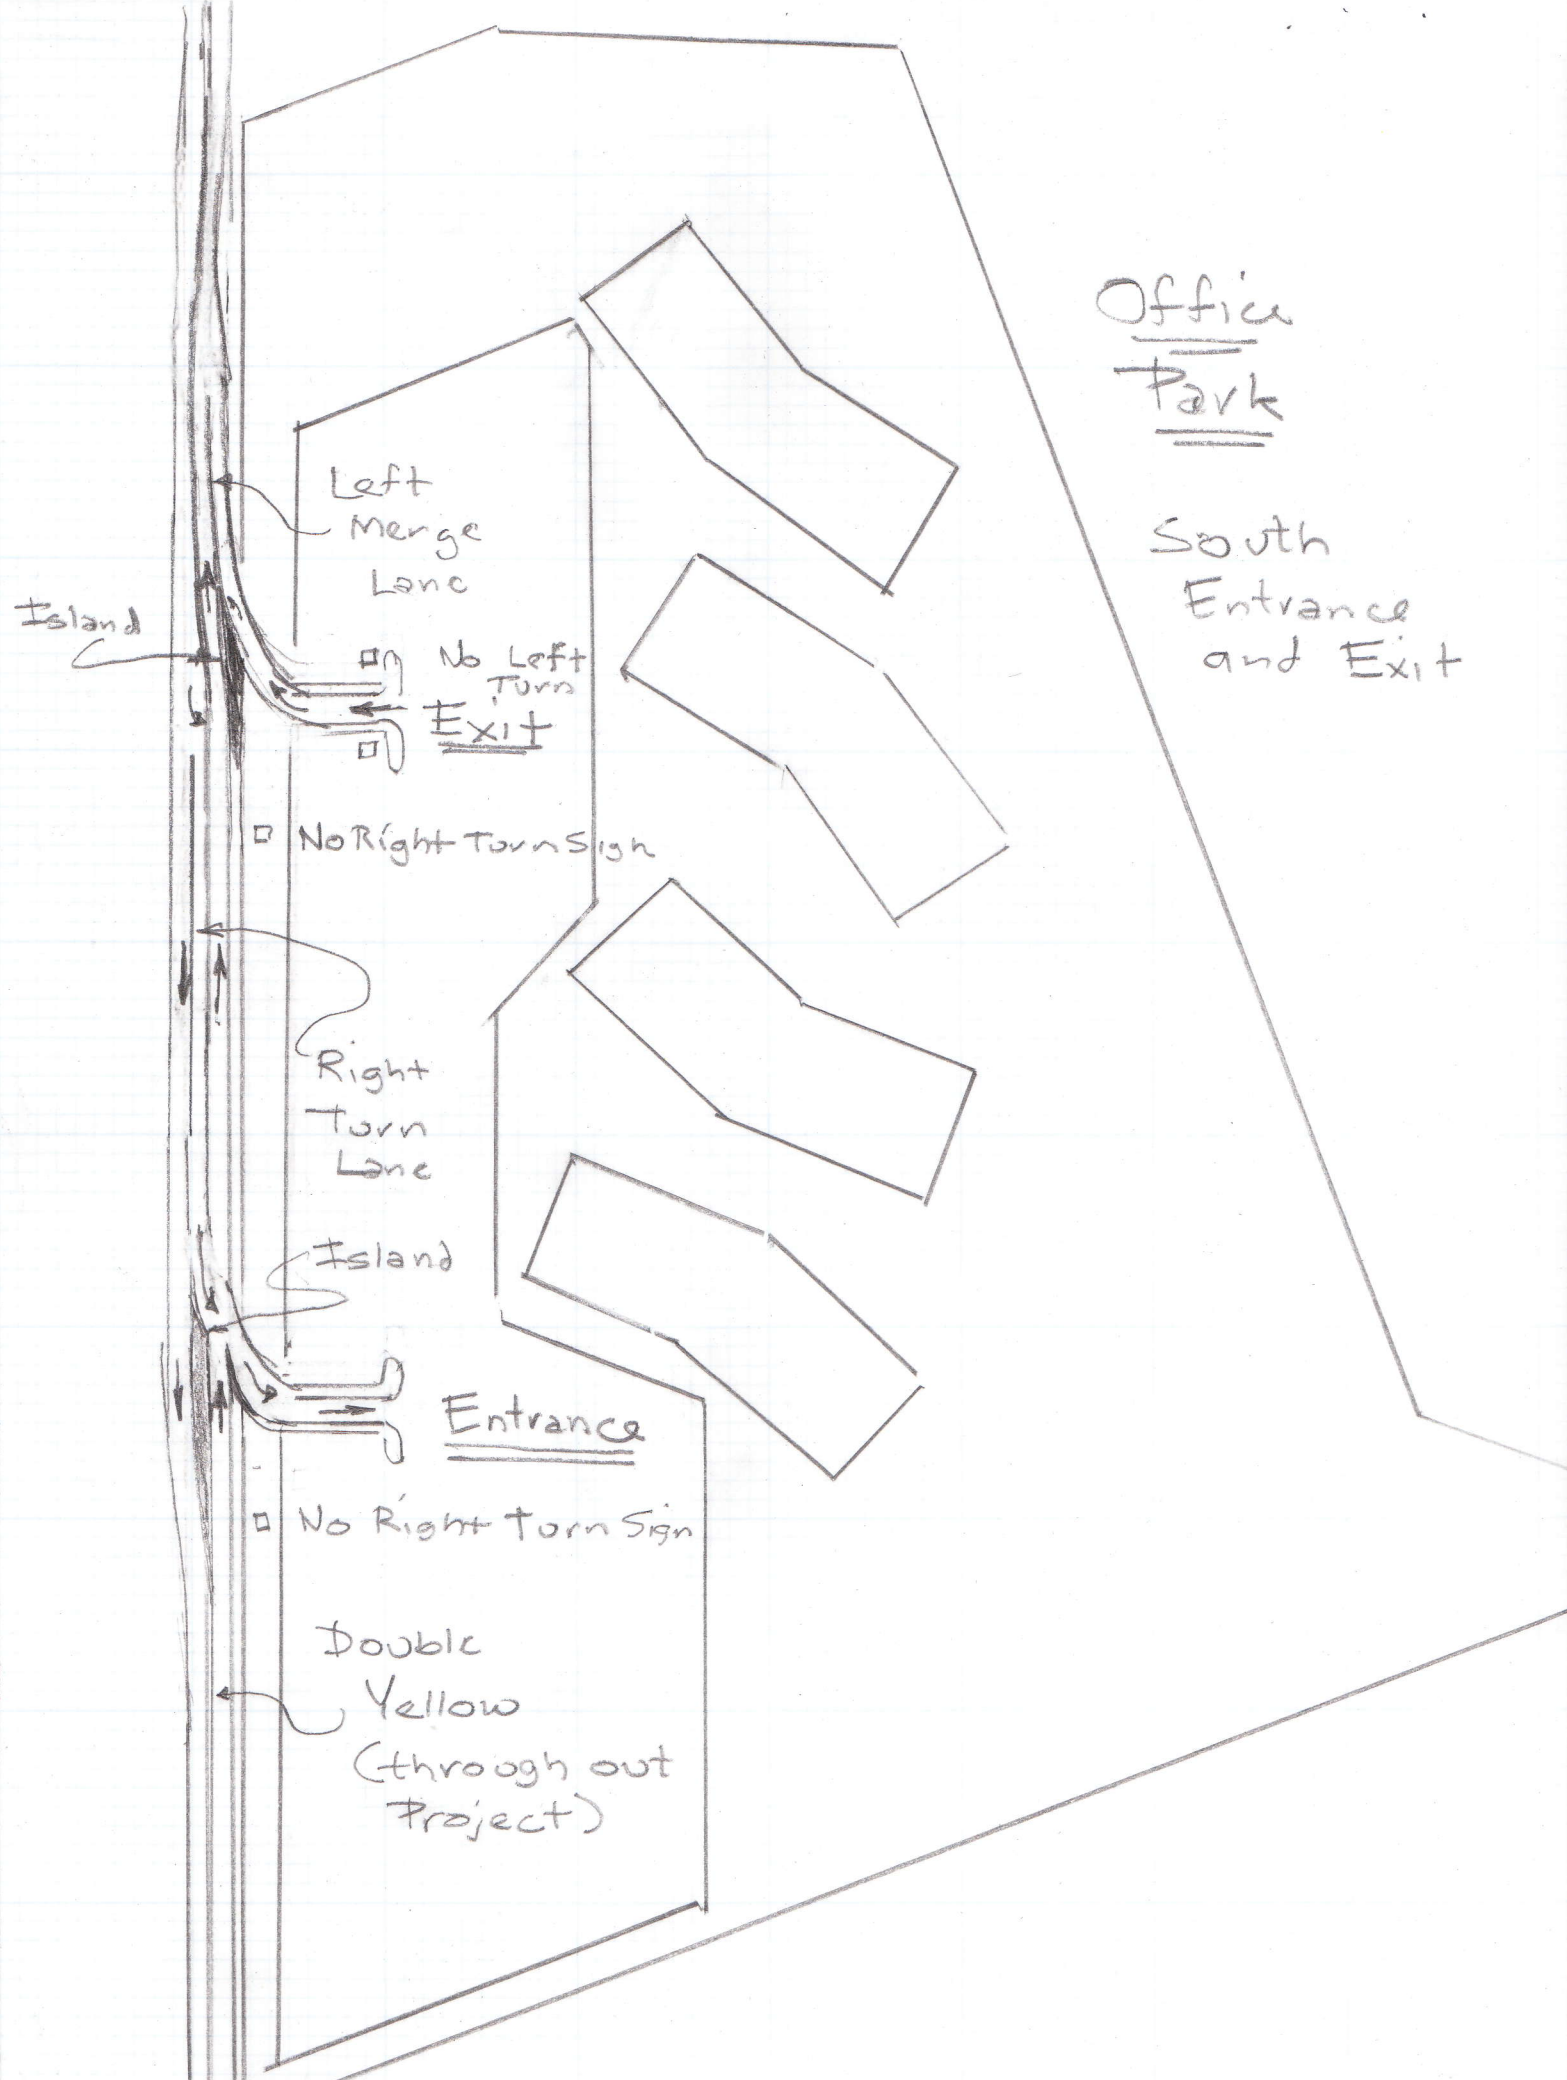 Office
Park
South
Entrance
and Exit
Left
Merge
Lane
Island
No Left
Turn
Exit
No Right Turn Sign
Right
Turn
Lane
Island
Entrance
No Right Turn Sign
Double
Yellow
(through out
Project)